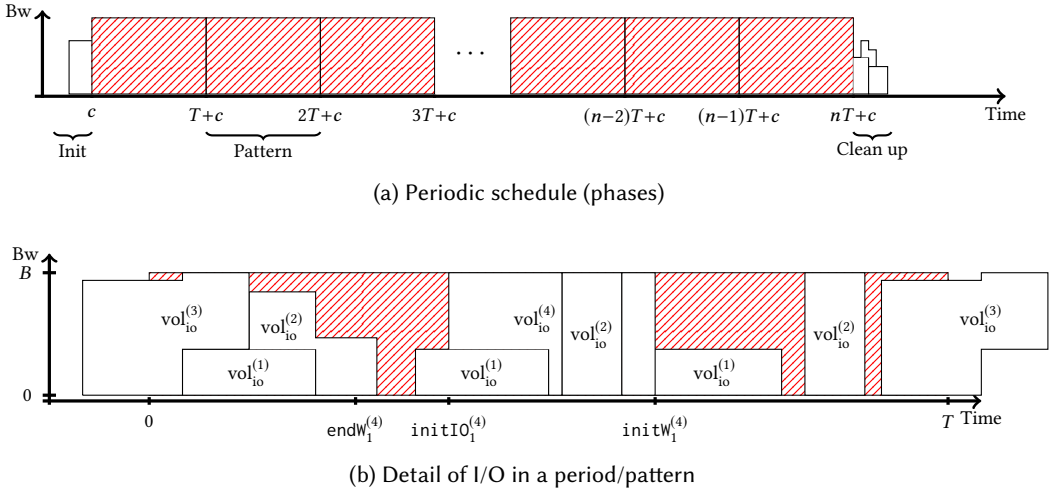 Bw
. . .
c
T+c
2T+c
3T+c
(n−2)T+c
(n−1)T+c
nT+c
Time
Init
Pattern
Clean up
(a) Periodic schedule (phases)
Bw
B
vol_io^(3)
vol_io^(2)
vol_io^(1)
vol_io^(4)
vol_io^(2)
vol_io^(1)
vol_io^(1)
vol_io^(2)
vol_io^(3)
0
0
endW_1^(4)
initIO_1^(4)
initW_1^(4)
T
Time
(b) Detail of I/O in a period/pattern